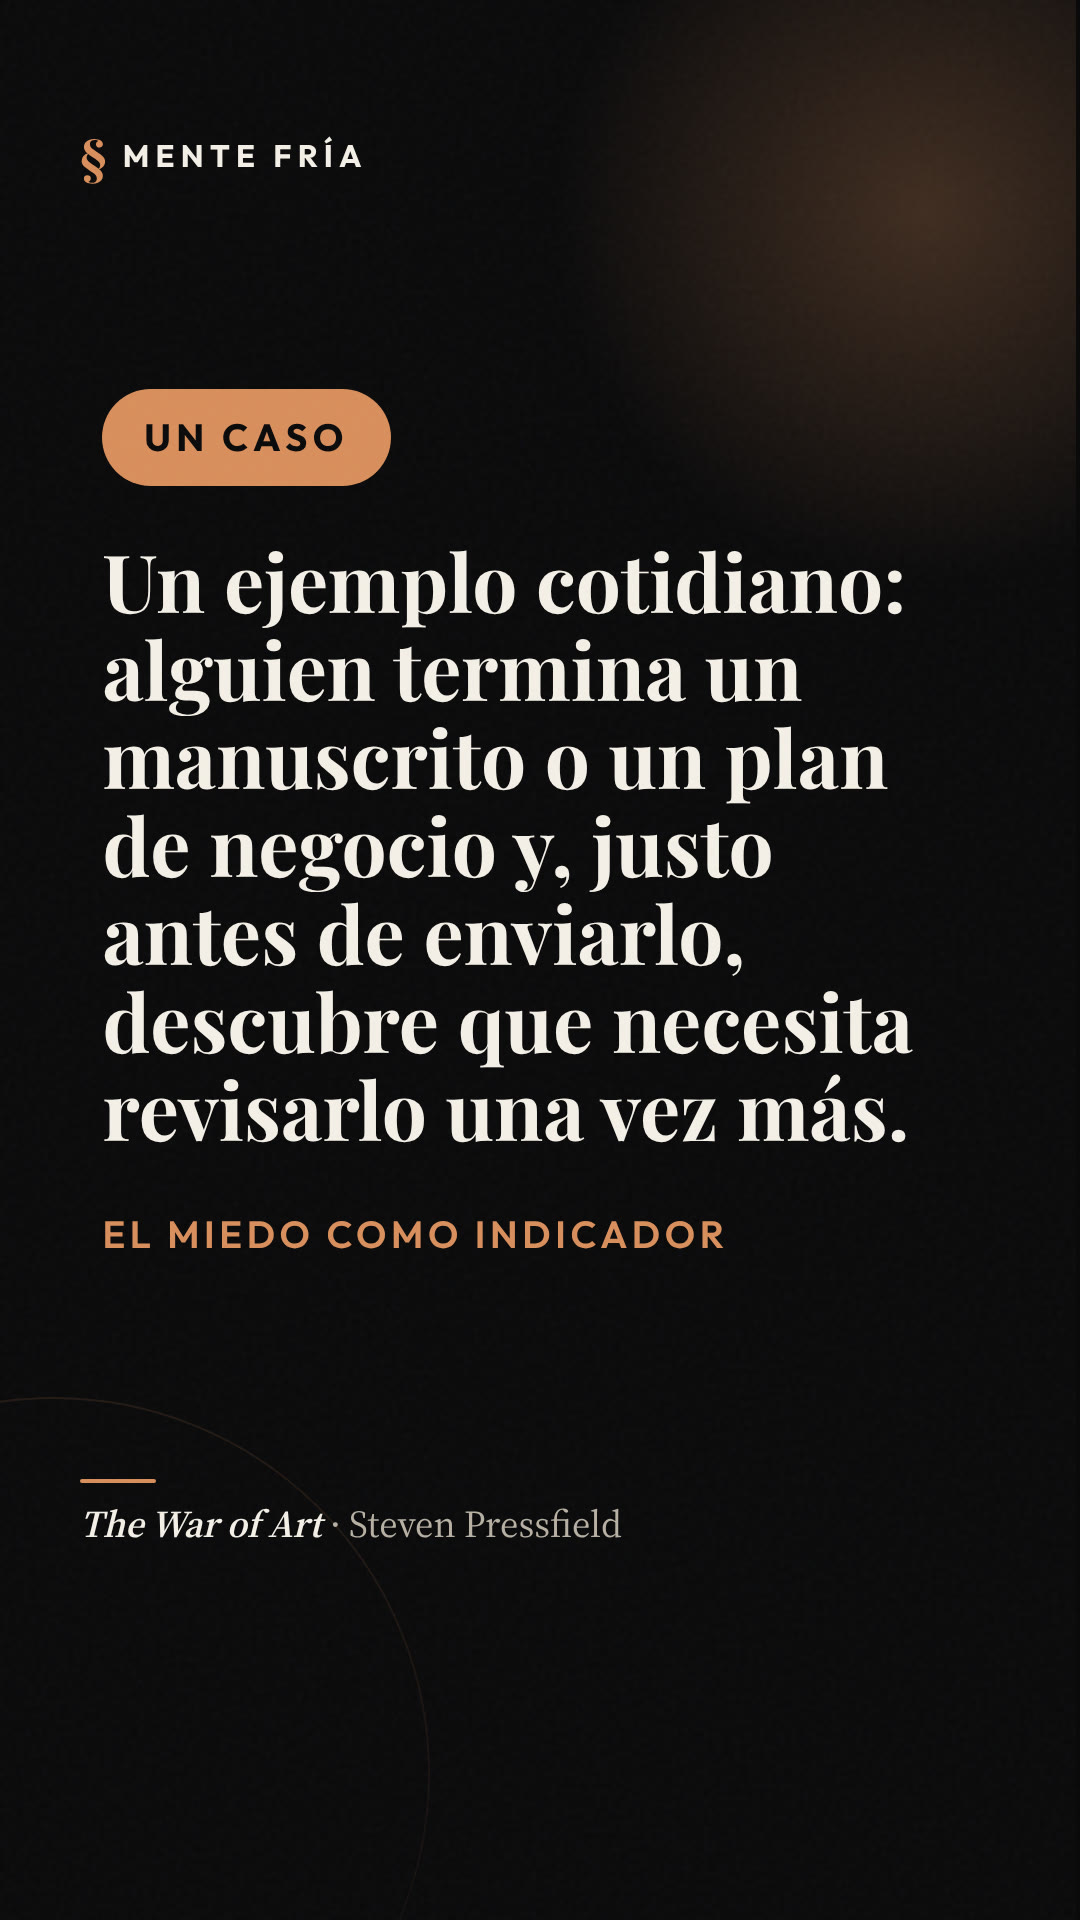 § MENTE FRÍA
UN CASO
Un ejemplo cotidiano:
alguien termina un
manuscrito o un plan
de negocio y, justo
antes de enviarlo,
descubre que necesita
revisarlo una vez más.
EL MIEDO COMO INDICADOR
The War of Art · Steven Pressfield